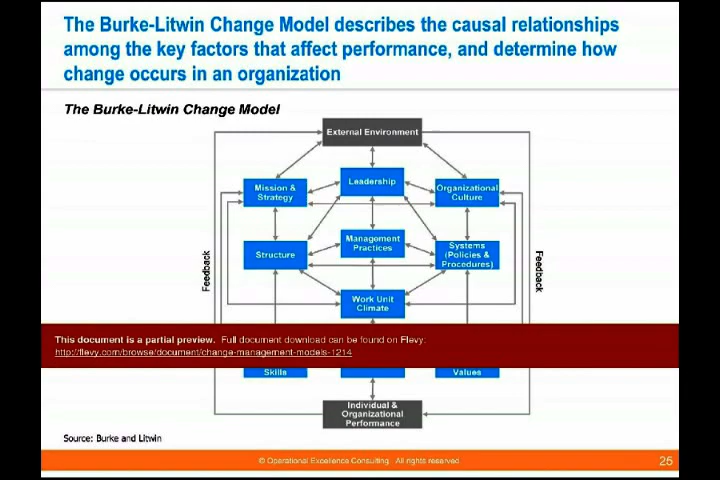 The Burke-Litwin Change Model describes the causal relationships
among the key factors that affect performance, and determine how
change occurs in an organization
The Burke-Litwin Change Model
External Environment
Leadership
Mission &
Strategy
Organizational
Culture
Management
Practices
Structure
Systems
(Policies &
Procedures)
Feedback
Feedback
Work Unit
Climate
This document is a partial preview. Full document download can be found on Flevy:
http://flevy.com/browse/document/change-management-models-1214
Skills
Values
Individual &
Organizational
Performance
Source: Burke and Litwin
© Operational Excellence Consulting. All rights reserved.
25